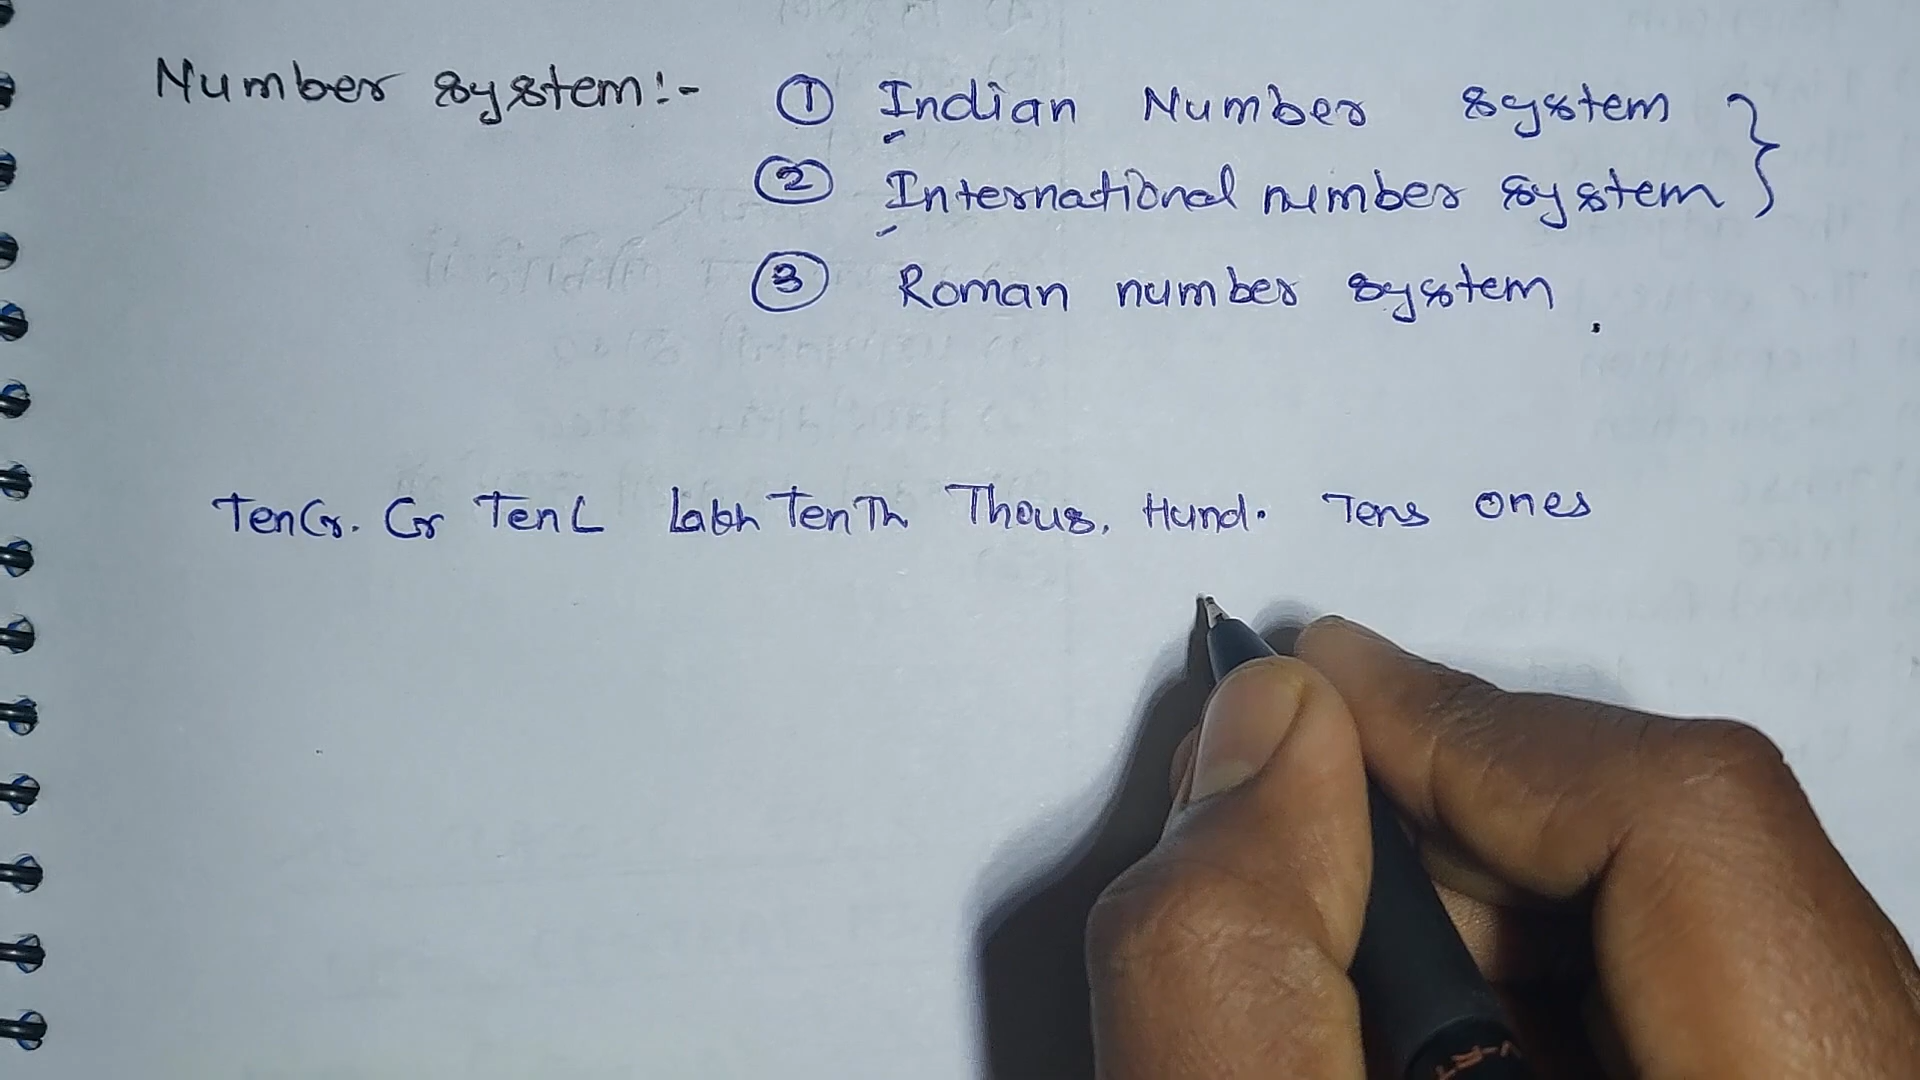 Number system:- ① Indian Number system
② International number system
③ Roman number system.
TenCr. Cr TenL Lakh TenTh Thous. Hund. Tens ones